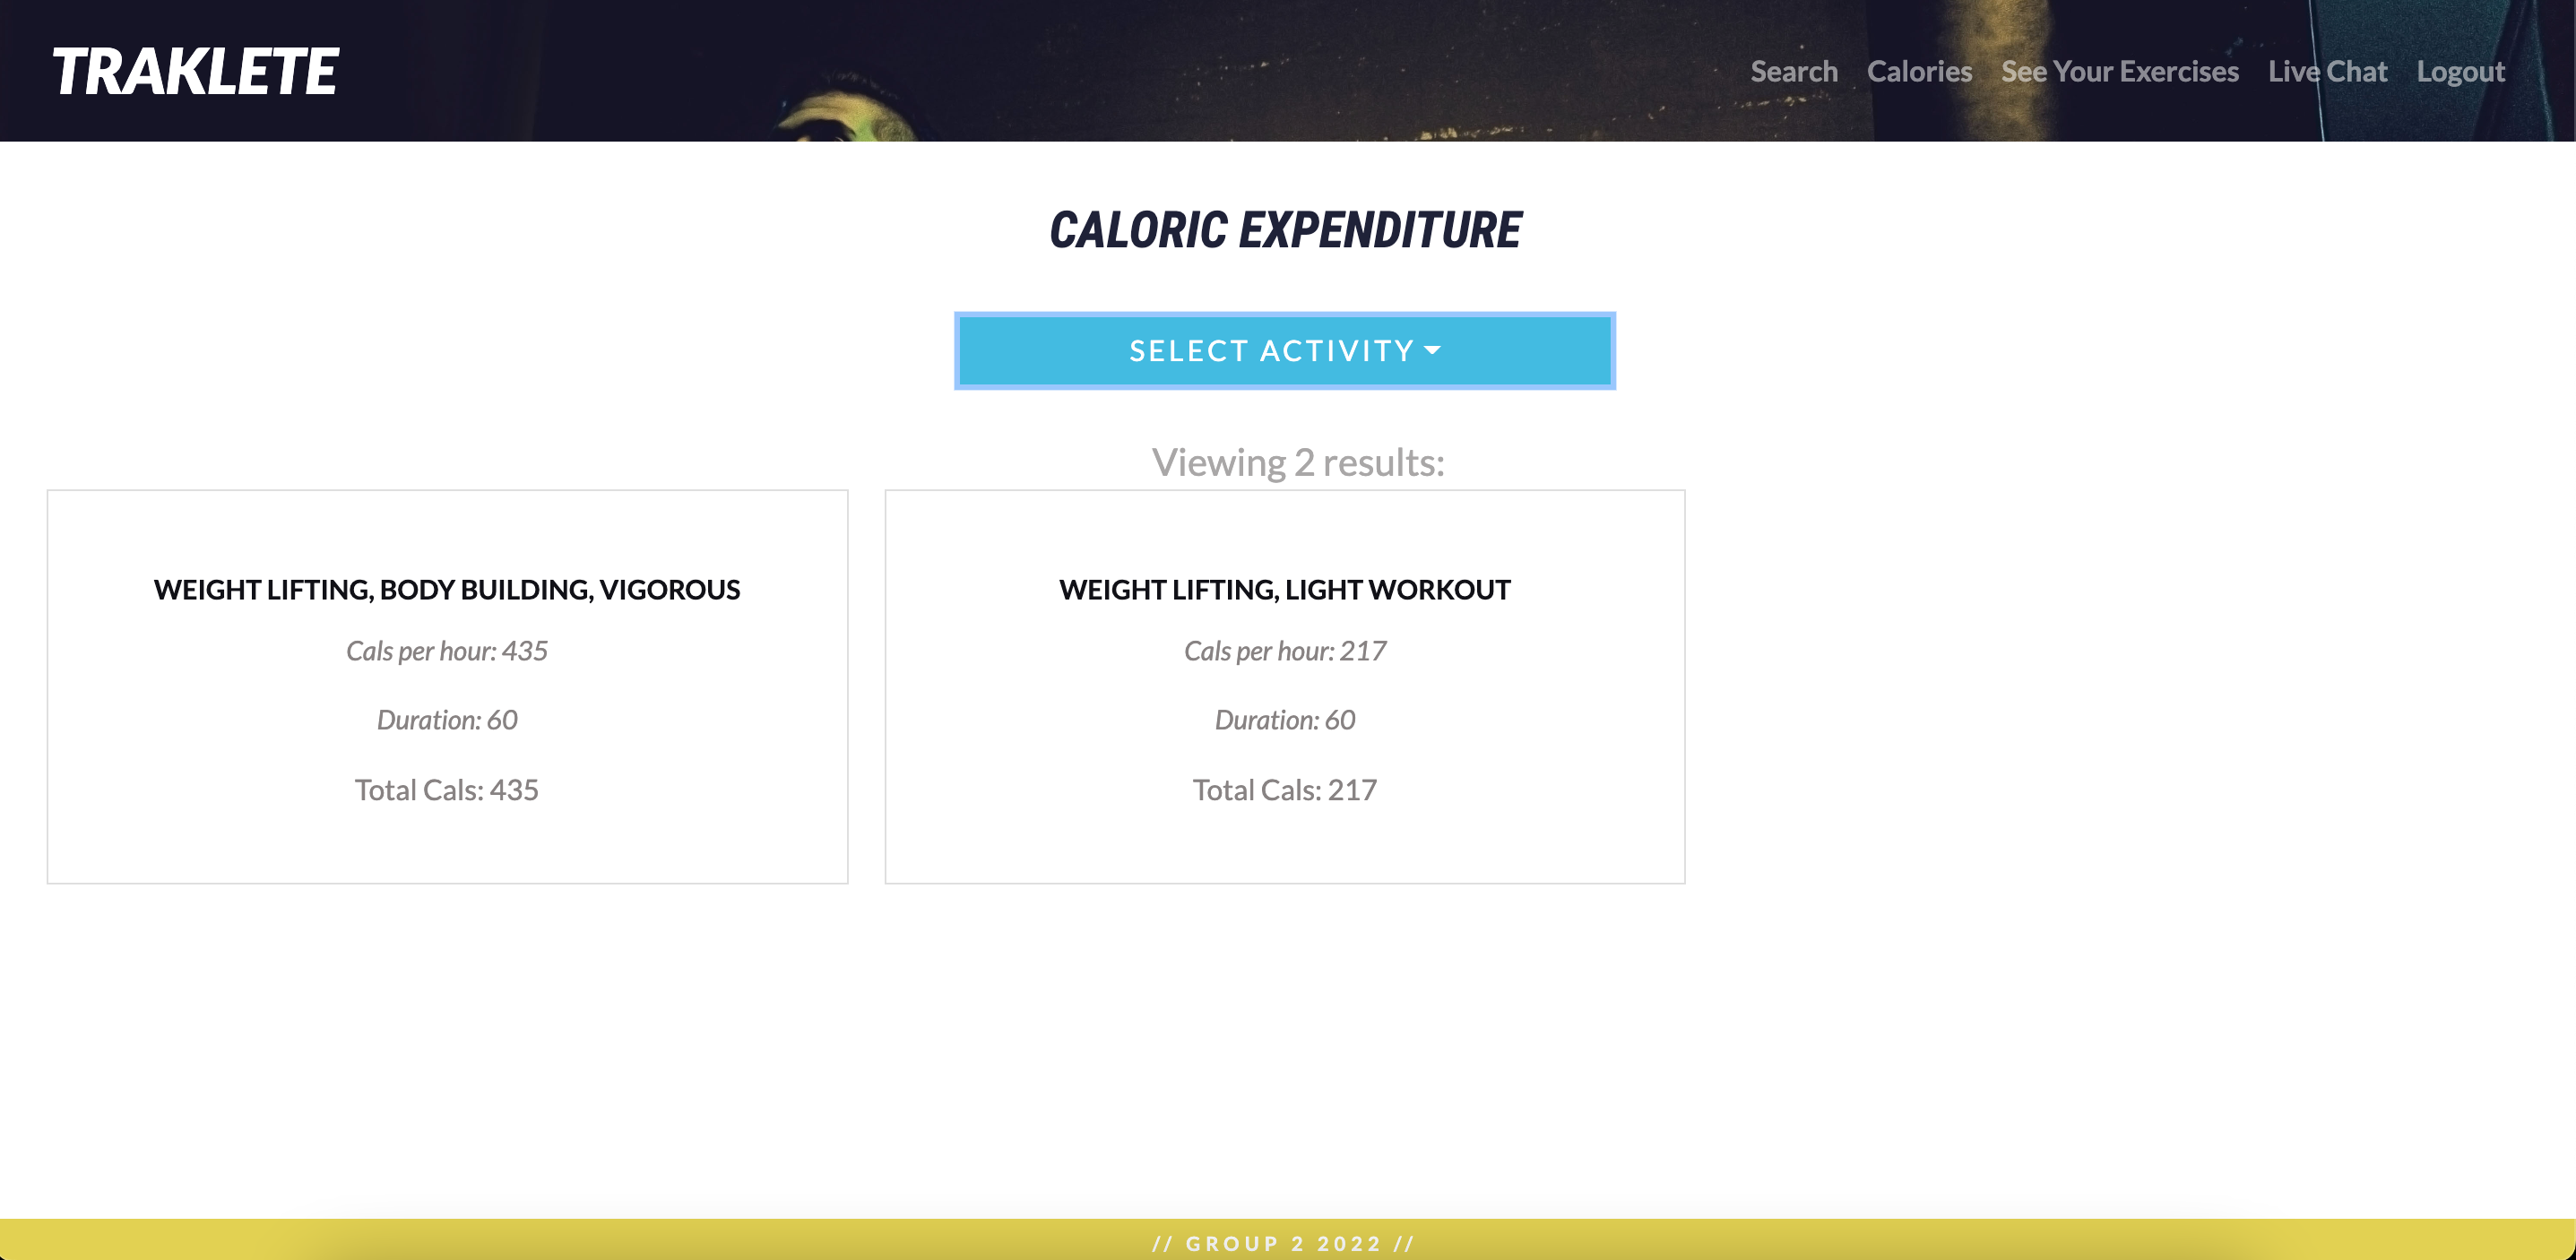 TRAKLETE
Search Calories See Your Exercises Live Chat Logout
CALORIC EXPENDITURE
SELECT ACTIVITY
Viewing 2 results:
WEIGHT LIFTING, BODY BUILDING, VIGOROUS
Cals per hour: 435
Duration: 60
Total Cals: 435
WEIGHT LIFTING, LIGHT WORKOUT
Cals per hour: 217
Duration: 60
Total Cals: 217
// GROUP 2 2022 //